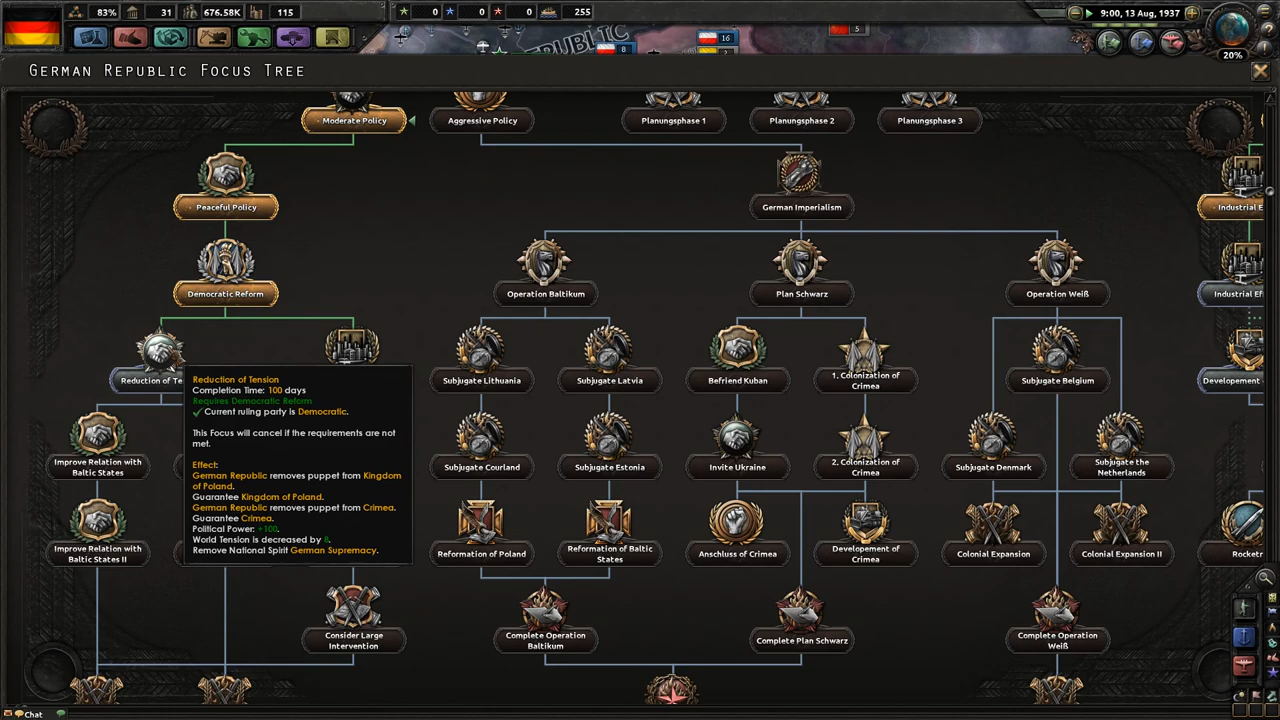 83%
31
676.58K
115
0
0
0
255
9:00, 13 Aug, 1937
20%
8
16
5
GERMAN REPUBLIC FOCUS TREE
Moderate Policy
Aggressive Policy
Planungsphase 1
Planungsphase 2
Planungsphase 3
Peaceful Policy
German Imperialism
Industrial E
Democratic Reform
Operation Baltikum
Plan Schwarz
Operation Weiß
Industrial Ef
Reduction of Te
Subjugate Lithuania
Subjugate Latvia
Befriend Kuban
1. Colonization of
Crimea
Subjugate Belgium
Development
Reduction of Tension
Completion Time: 100 days
Requires Democratic Reform
Current ruling party is Democratic.
This Focus will cancel if the requirements are not
met.
Effect:
German Republic removes puppet from Kingdom
of Poland.
Guarantee Kingdom of Poland.
German Republic removes puppet from Crimea.
Guarantee Crimea.
Political Power: +100.
World Tension is decreased by 8.
Remove National Spirit German Supremacy.
Improve Relation with
Baltic States
Subjugate Courland
Subjugate Estonia
Invite Ukraine
2. Colonization of
Crimea
Subjugate Denmark
Subjugate the
Netherlands
Improve Relation with
Baltic States II
Reformation of Poland
Reformation of Baltic
States
Anschluss of Crimea
Developement of
Crimea
Colonial Expansion
Colonial Expansion II
Rocketr
Consider Large
Intervention
Complete Operation
Baltikum
Complete Plan Schwarz
Complete Operation
Weiß
Chat